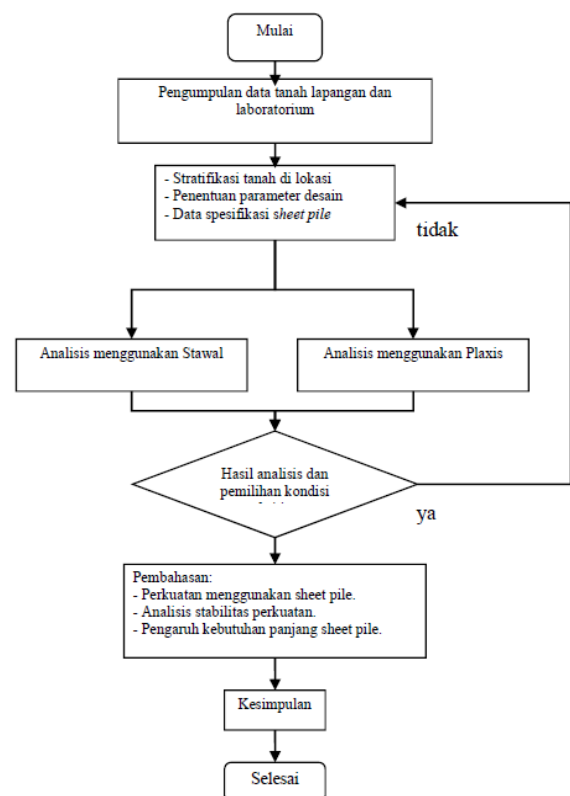 Mulai
Pengumpulan data tanah lapangan dan
laboratorium
- Stratifikasi tanah di lokasi
- Penentuan parameter desain
- Data spesifikasi sheet pile
tidak
Analisis menggunakan Stawal
Analisis menggunakan Plaxis
Hasil analisis dan
pemilihan kondisi
ya
Pembahasan:
- Perkuatan menggunakan sheet pile.
- Analisis stabilitas perkuatan.
- Pengaruh kebutuhan panjang sheet pile.
Kesimpulan
Selesai